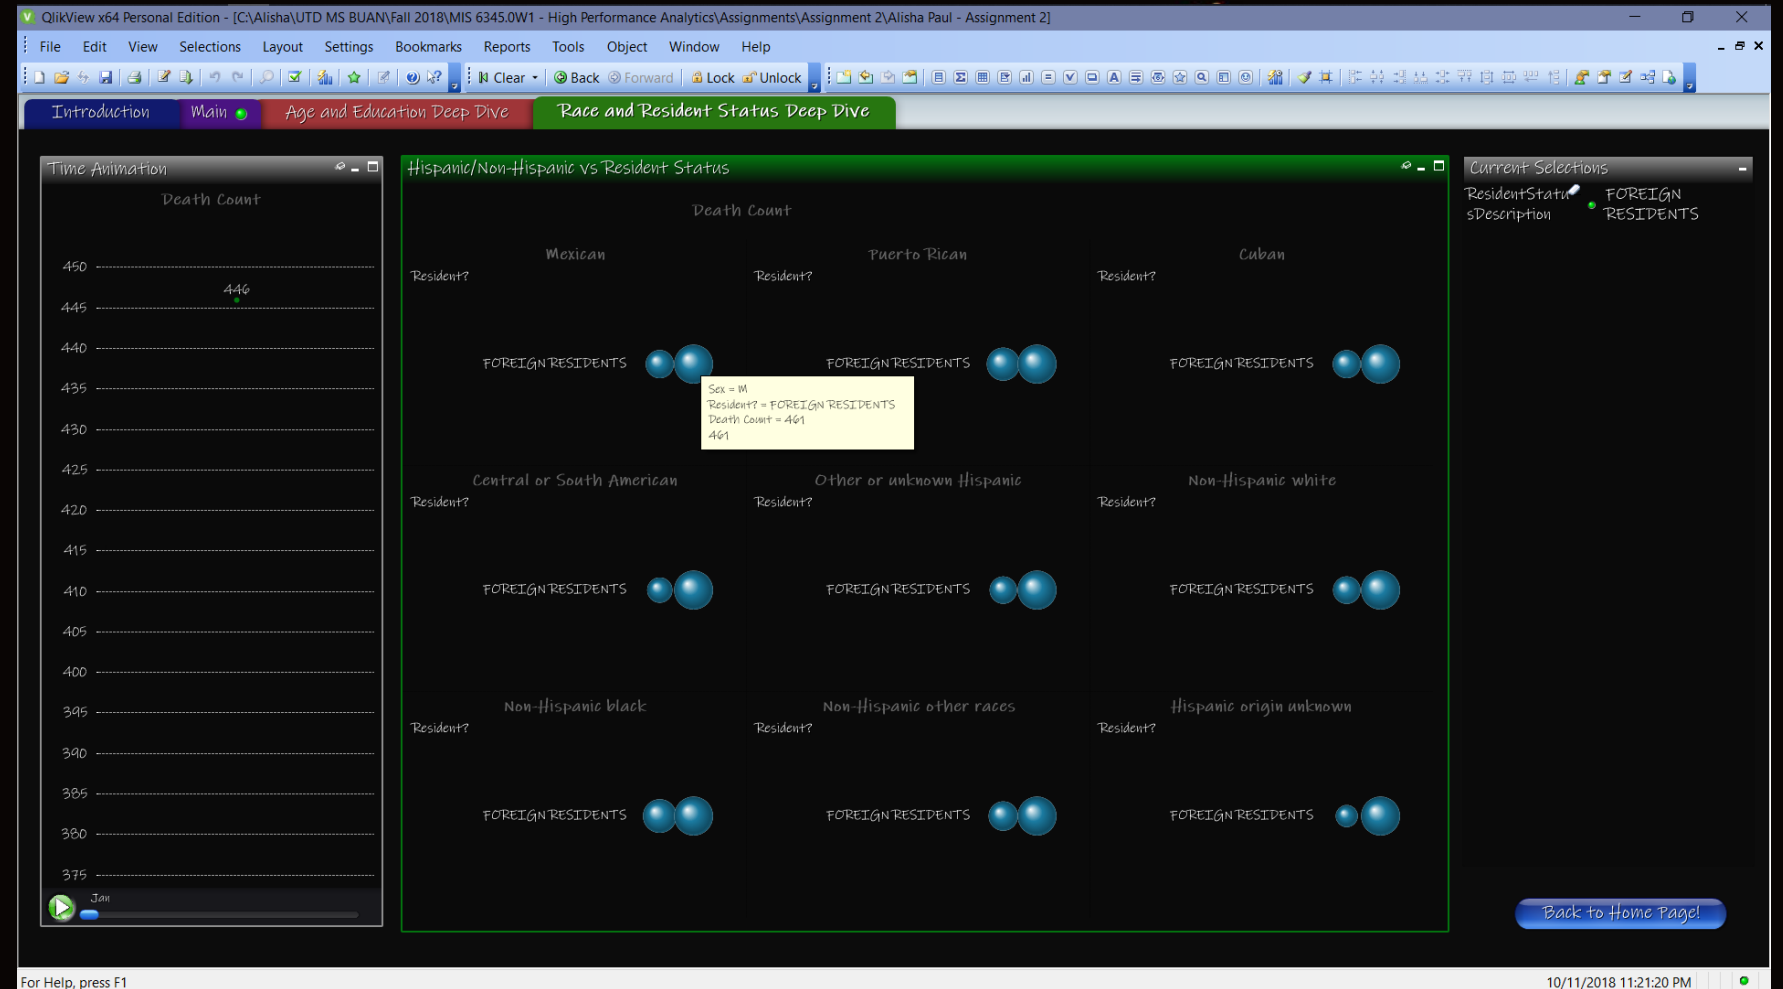 QlikView x64 Personal Edition - [C:\Alisha\UTD MS BUAN\Fall 2018\MIS 6345.0W1 - High Performance Analytics\Assignments\Assignment 2\Alisha Paul - Assignment 2]
File Edit View Selections Layout Settings Bookmarks Reports Tools Object Window Help
Clear Back Forward Lock Unlock
Introduction Main Age and Education Deep Dive Race and Resident Status Deep Dive
Time Animation
Death Count
450
446
445
440
435
430
425
420
415
410
405
400
395
390
385
380
375
Jan
Hispanic/Non-Hispanic vs Resident Status
Death Count
Mexican Puerto Rican Cuban
Resident? Resident? Resident?
FOREIGN RESIDENTS FOREIGN RESIDENTS FOREIGN RESIDENTS
Sex = M
Resident? = FOREIGN RESIDENTS
Death Count = 461
461
Central or South American Other or unknown Hispanic Non-Hispanic white
Resident? Resident? Resident?
FOREIGN RESIDENTS FOREIGN RESIDENTS FOREIGN RESIDENTS
Non-Hispanic black Non-Hispanic other races Hispanic origin unknown
Resident? Resident? Resident?
FOREIGN RESIDENTS FOREIGN RESIDENTS FOREIGN RESIDENTS
Current Selections
ResidentStatu FOREIGN
sDescription RESIDENTS
Back to Home Page!
For Help, press F1
10/11/2018 11:21:20 PM